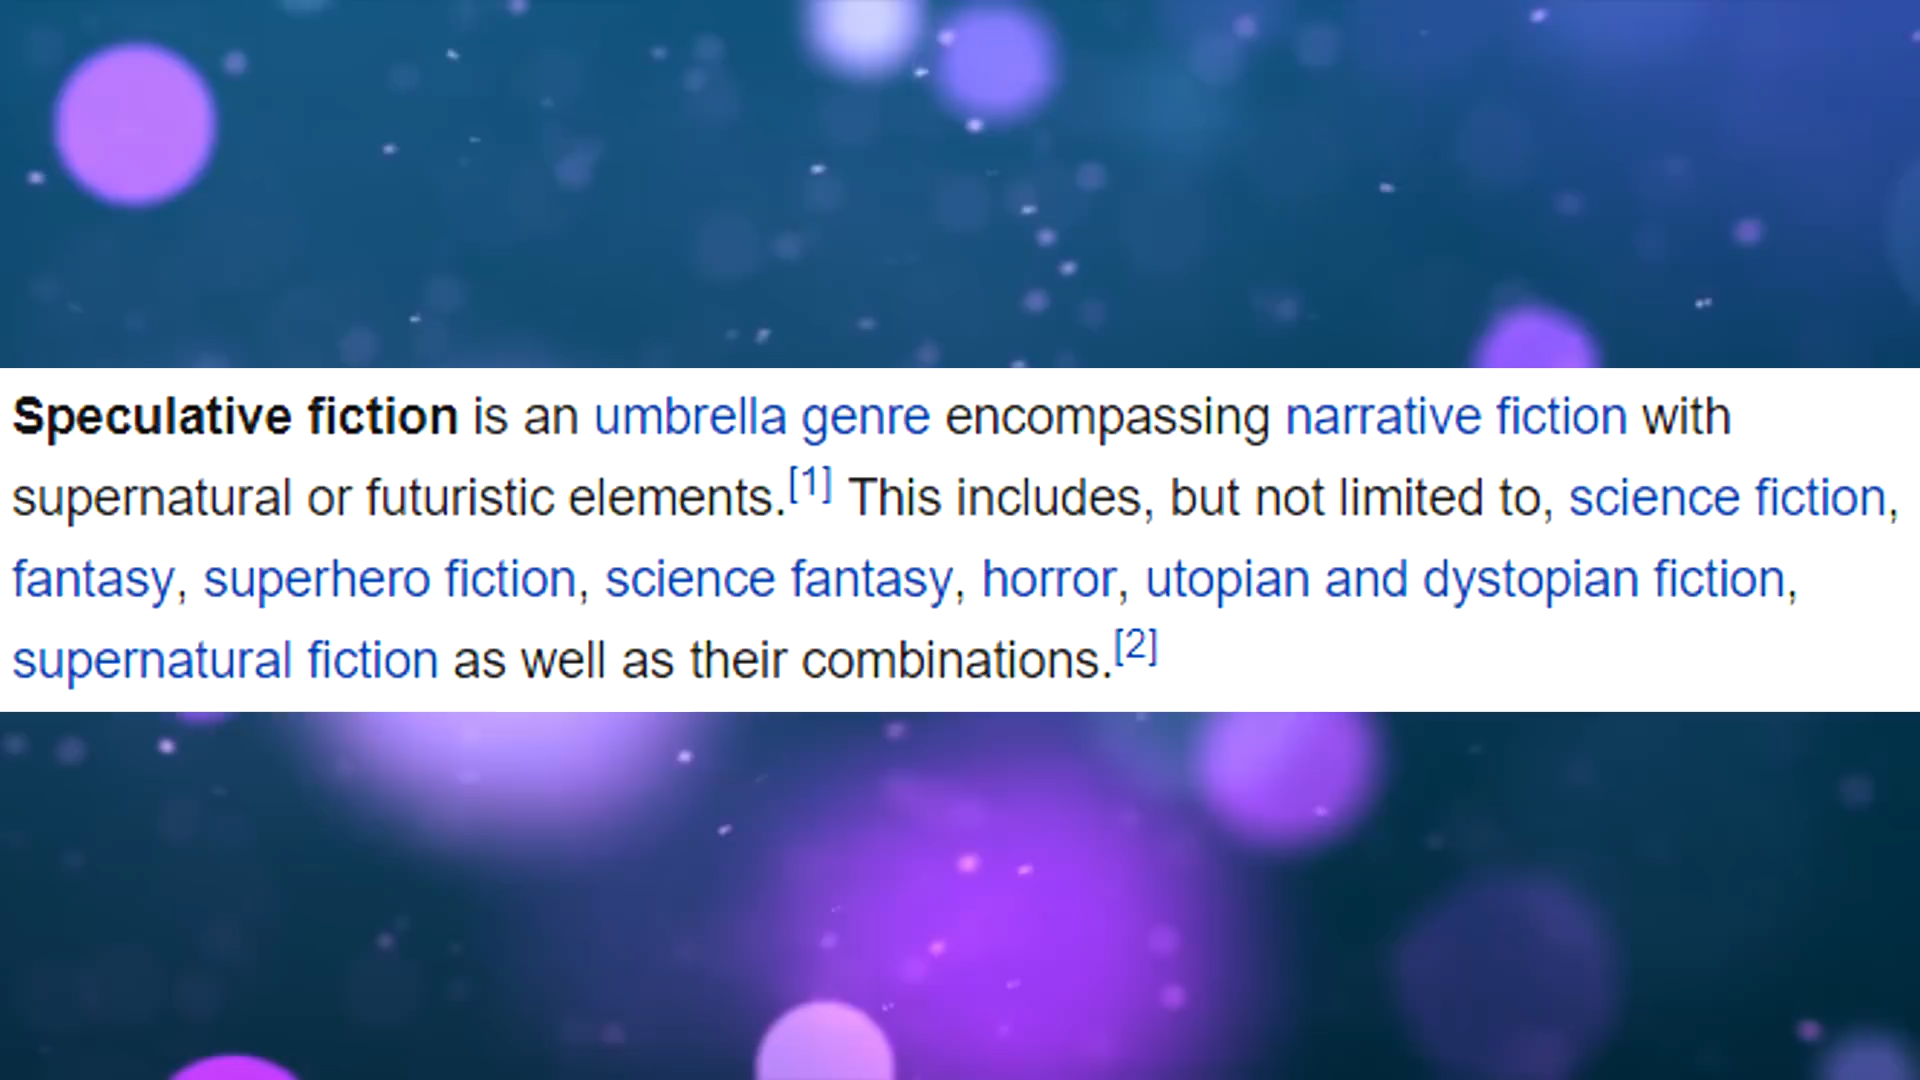 Speculative fiction is an umbrella genre encompassing narrative fiction with
supernatural or futuristic elements.[1] This includes, but not limited to, science fiction,
fantasy, superhero fiction, science fantasy, horror, utopian and dystopian fiction,
supernatural fiction as well as their combinations.[2]